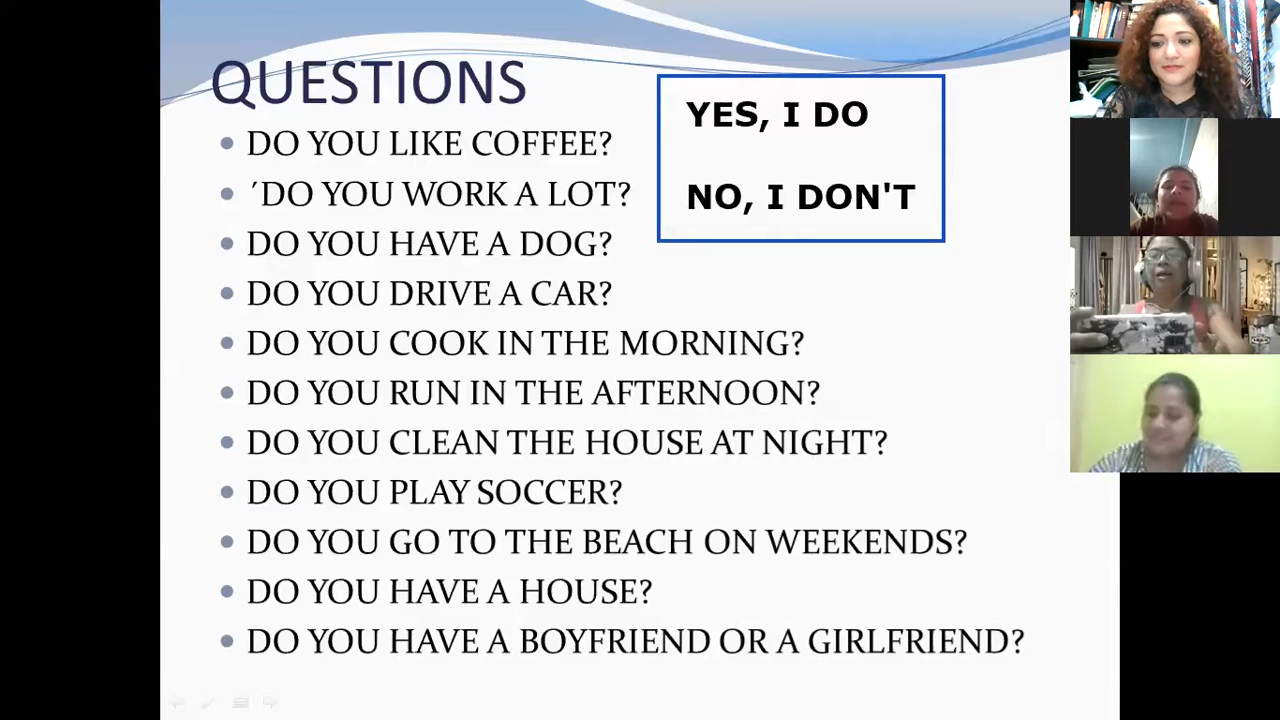 QUESTIONS
YES, I DO
NO, I DON'T
DO YOU LIKE COFFEE?
´DO YOU WORK A LOT?
DO YOU HAVE A DOG?
DO YOU DRIVE A CAR?
DO YOU COOK IN THE MORNING?
DO YOU RUN IN THE AFTERNOON?
DO YOU CLEAN THE HOUSE AT NIGHT?
DO YOU PLAY SOCCER?
DO YOU GO TO THE BEACH ON WEEKENDS?
DO YOU HAVE A HOUSE?
DO YOU HAVE A BOYFRIEND OR A GIRLFRIEND?